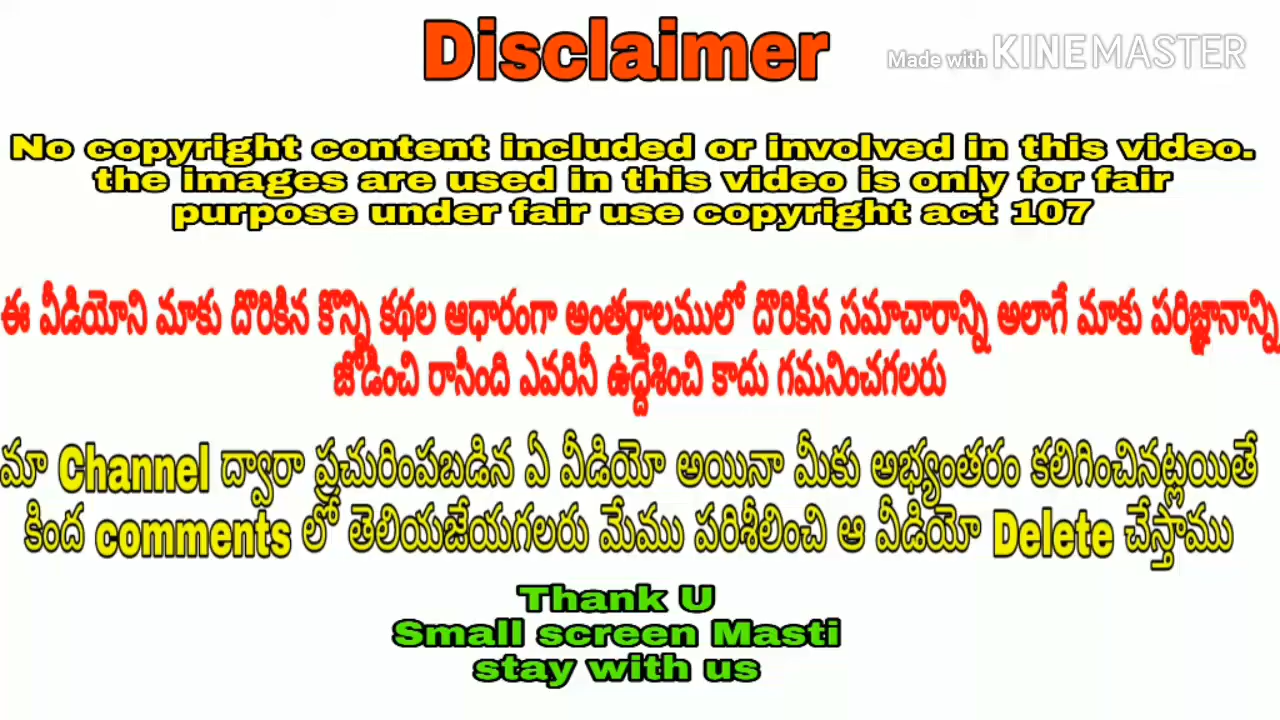 Disclaimer
Made with KINEMASTER
No copyright content included or involved in this video.
the images are used in this video is only for fair
purpose under fair use copyright act 107
ఈ వీడియోని మాకు దొరికిన కొన్ని కథల ఆధారంగా అంతర్జాలములో దొరికిన సమాచారాన్ని అలాగే మాకు పరిజ్ఞానాన్ని
జోడించి రాసింది ఎవరినీ ఉద్దేశించి కాదు గమనించగలరు
మా Channel ద్వారా ప్రచురింపబడిన ఏ వీడియో అయినా మీకు అభ్యంతరం కలిగించినట్లయితే
కింద comments లో తెలియజేయగలరు మేము పరిశీలించి ఆ వీడియో Delete చేస్తాము
Thank U
Small screen Masti
stay with us